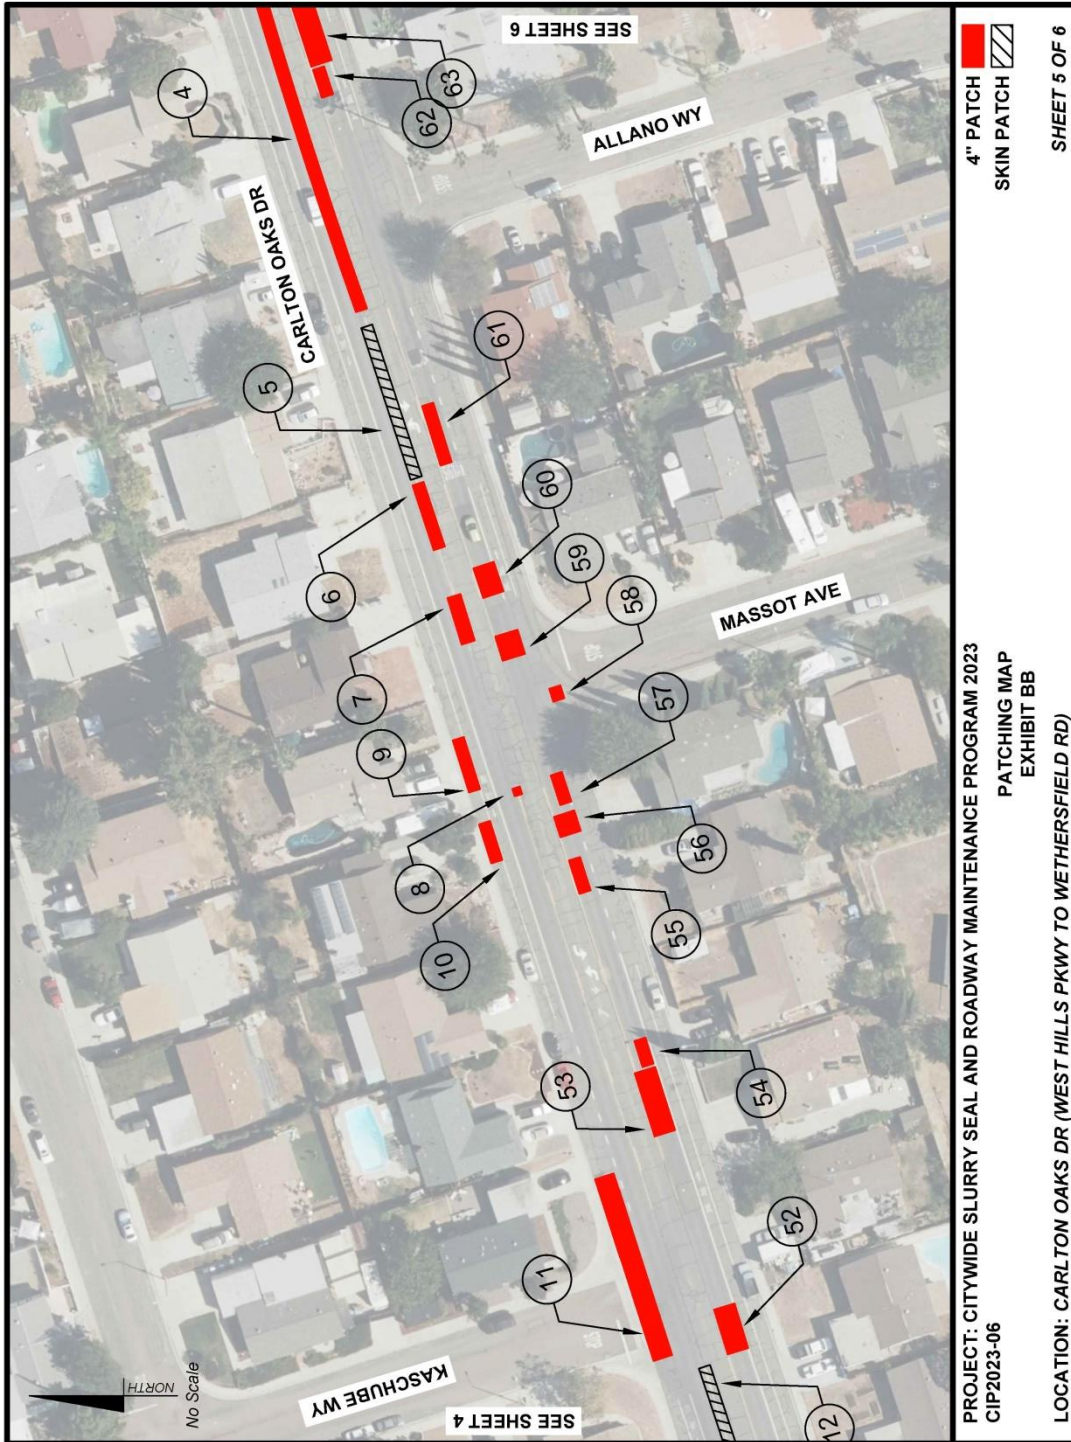 SEE SHEET 6
4
62
63
ALLANO WY
CARLTON OAKS DR
5
61
6
60
59
7
58
MASSOT AVE
9
57
8
56
10
55
53
54
11
52
12
KASCHUBE WY
SEE SHEET 4
NORTH
No Scale
4" PATCH
SKIN PATCH
PROJECT: CITYWIDE SLURRY SEAL AND ROADWAY MAINTENANCE PROGRAM 2023
CIP2023-06
PATCHING MAP
EXHIBIT BB
LOCATION: CARLTON OAKS DR (WEST HILLS PKWY TO WETHERSFIELD RD)
SHEET 5 OF 6